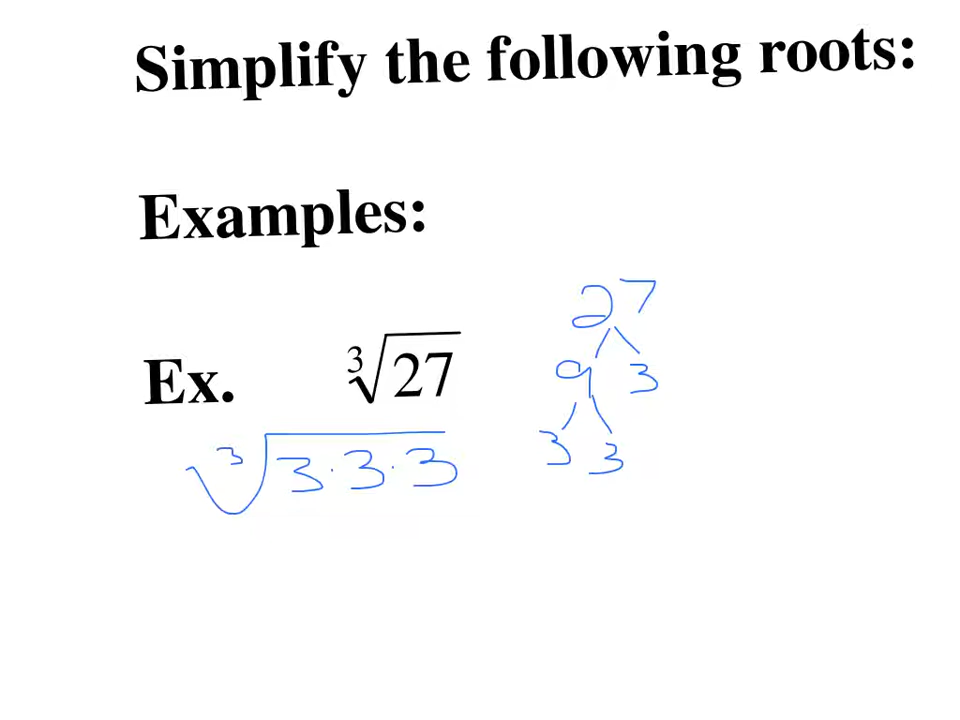 Simplify the following roots:
Examples:
27
Ex. ∛27 9 3
∛3·3·3 3 3